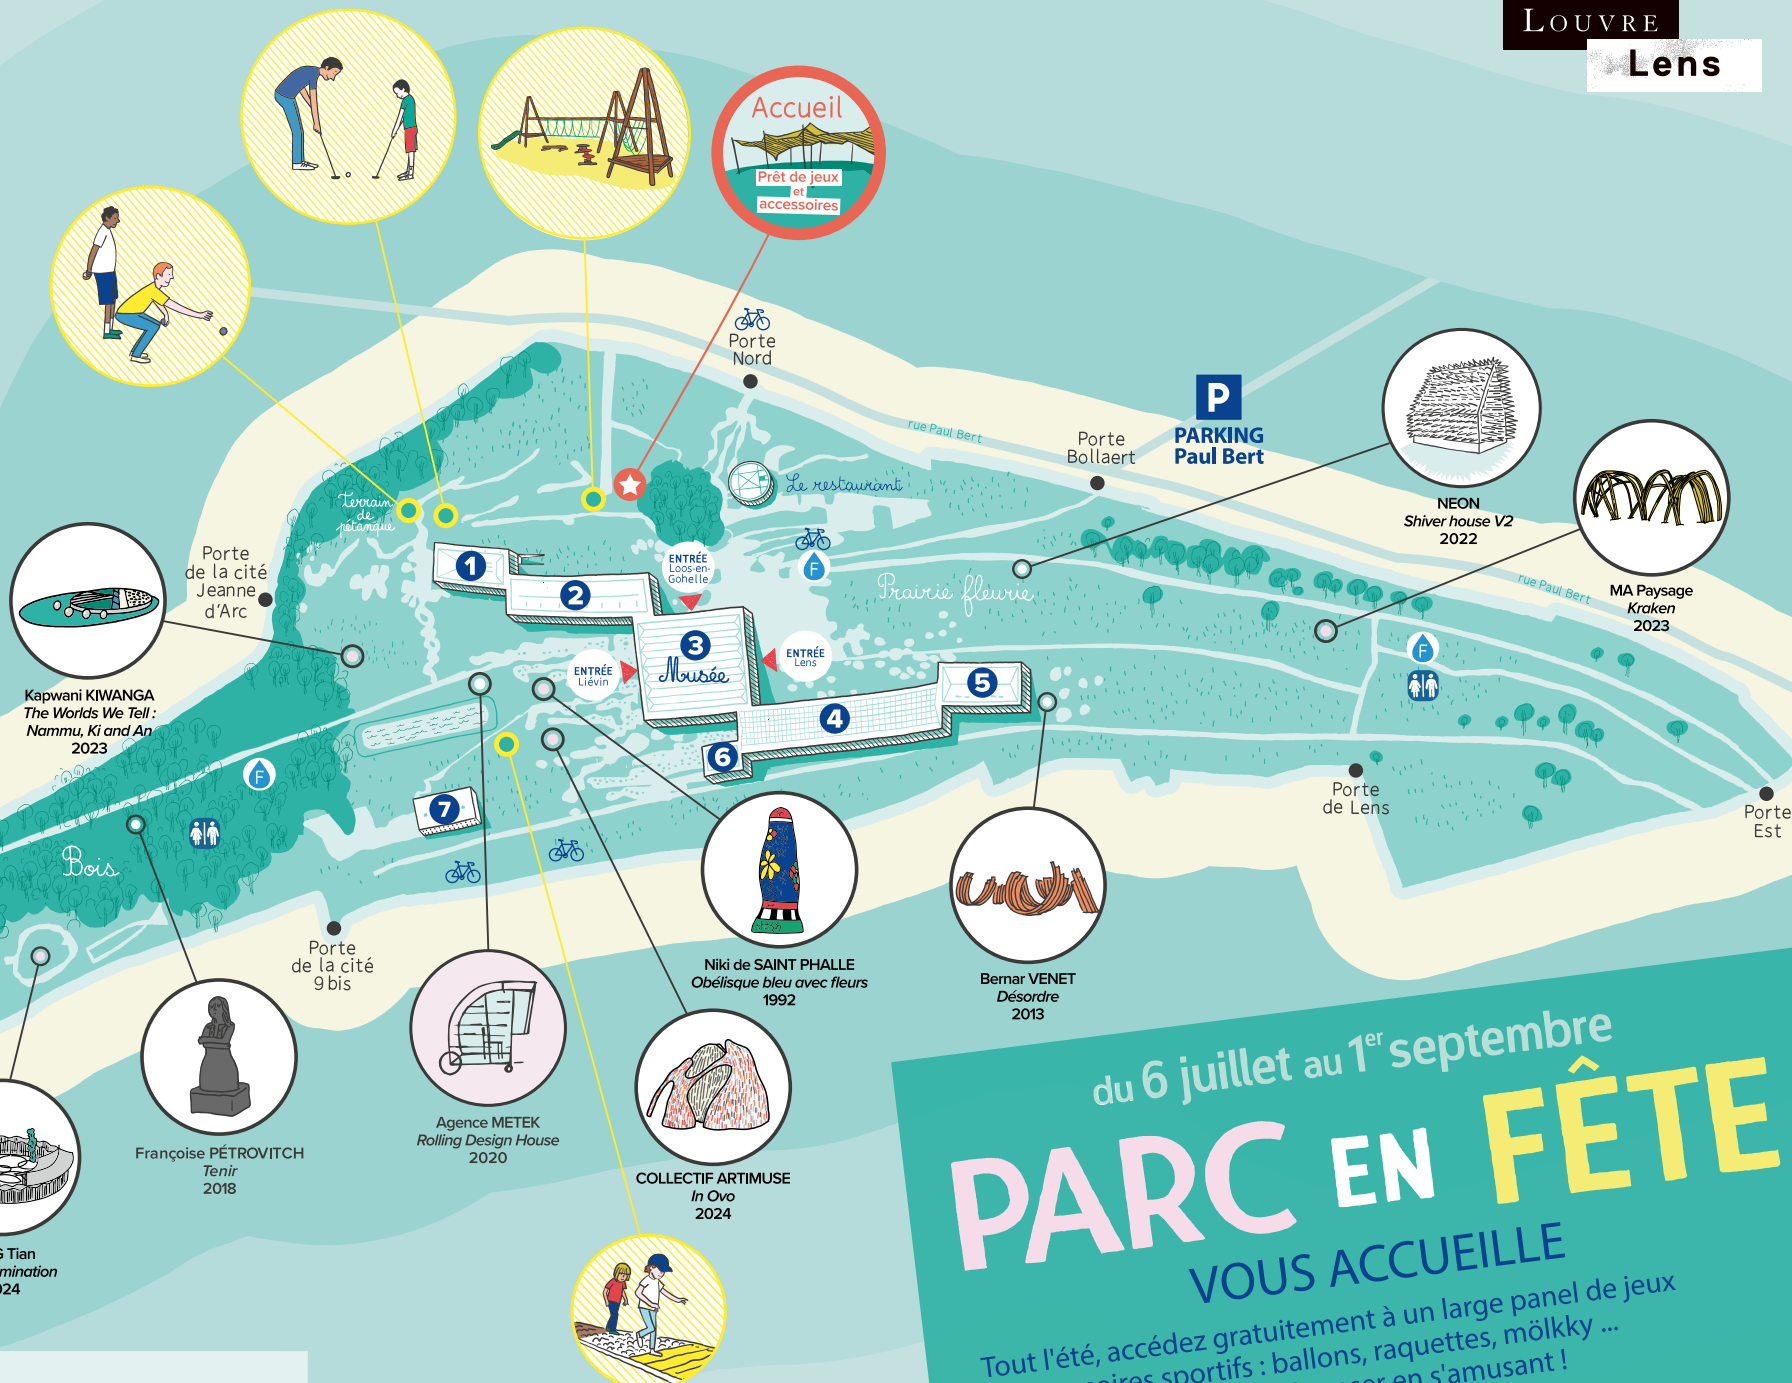 LOUVRE
Lens
Accueil
Prêt de jeux
et
accessoires
Porte
Nord
rue Paul Bert
Porte
Bollaert
P
PARKING
Paul Bert
NEON
Shiver house V2
2022
MA Paysage
Kraken
2023
rue Paul Bert
Le restaurant
Terrain
de
pétanque
Porte
de la cité
Jeanne
d'Arc
ENTRÉE
Loos-en-
Gohelle
F
Prairie fleurie
1
2
3
Musée
ENTRÉE
Liévin
ENTRÉE
Lens
4
5
6
7
F
Kapwani KIWANGA
The Worlds We Tell :
Nammu, Ki and An
2023
F
Bois
Porte
de la cité
9 bis
Porte
de Lens
Porte
Est
Niki de SAINT PHALLE
Obélisque bleu avec fleurs
1992
Bernar VENET
Désordre
2013
Françoise PÉTROVITCH
Tenir
2018
Agence METEK
Rolling Design House
2020
COLLECTIF ARTIMUSE
In Ovo
2024
Tian
mination
24
du 6 juillet au 1er septembre
PARC EN FÊTE
VOUS ACCUEILLE
Tout l'été, accédez gratuitement à un large panel de jeux
sportifs : ballons, raquettes, mölkky ...
en s'amusant !